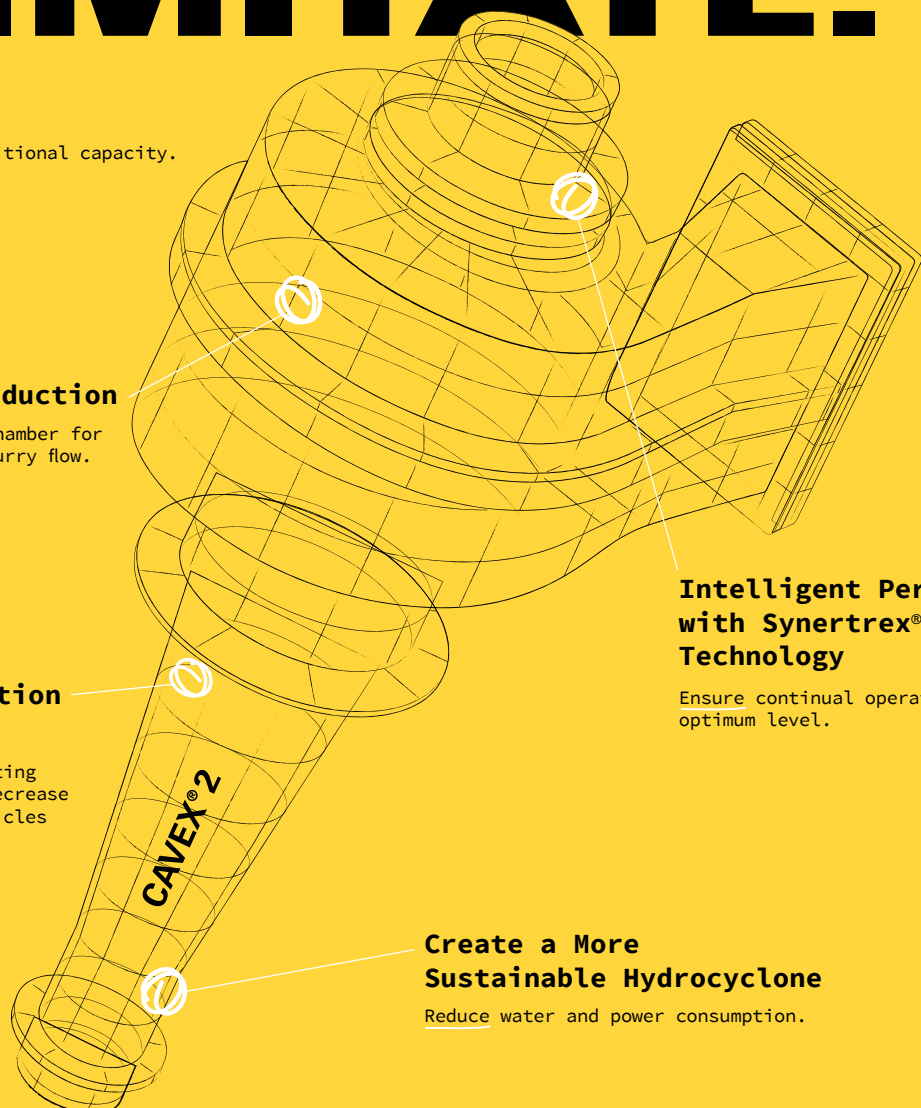 IMITATE!
tional capacity.
duction
hamber for
urry flow.
Intelligent Per
with Synertrex®
Technology
Ensure continual opera
optimum level.
tion
ting
ecrease
cles
CAVEX® 2
Create a More
Sustainable Hydrocyclone
Reduce water and power consumption.